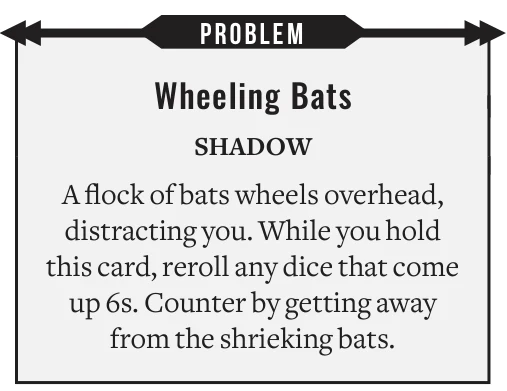 PROBLEM
Wheeling Bats
SHADOW
A flock of bats wheels overhead,
distracting you. While you hold
this card, reroll any dice that come
up 6s. Counter by getting away
from the shrieking bats.